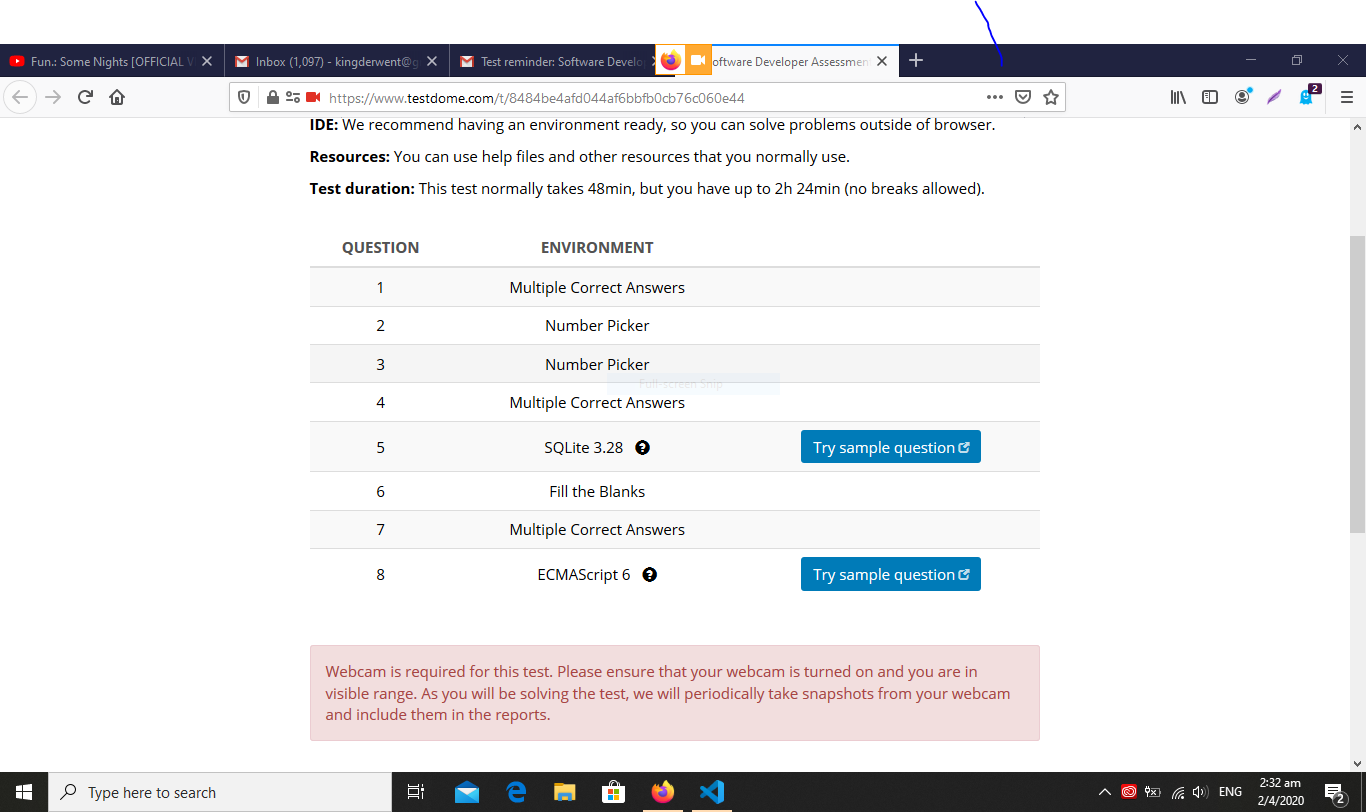 Fun.: Some Nights [OFFICIAL V
Inbox (1,097) - kingderwent@g
Test reminder: Software Develo
oftware Developer Assessmen
https://www.testdome.com/t/8484be4afd044af6bbfb0cb76c060e44
2
IDE: We recommend having an environment ready, so you can solve problems outside of browser.
Resources: You can use help files and other resources that you normally use.
Test duration: This test normally takes 48min, but you have up to 2h 24min (no breaks allowed).
QUESTION ENVIRONMENT
1 Multiple Correct Answers
2 Number Picker
3 Number Picker
Full-screen Snip
4 Multiple Correct Answers
5 SQLite 3.28 ? Try sample question
6 Fill the Blanks
7 Multiple Correct Answers
8 ECMAScript 6 ? Try sample question
Webcam is required for this test. Please ensure that your webcam is turned on and you are in
visible range. As you will be solving the test, we will periodically take snapshots from your webcam
and include them in the reports.
Type here to search
ENG
2:32 am
2/4/2020
2